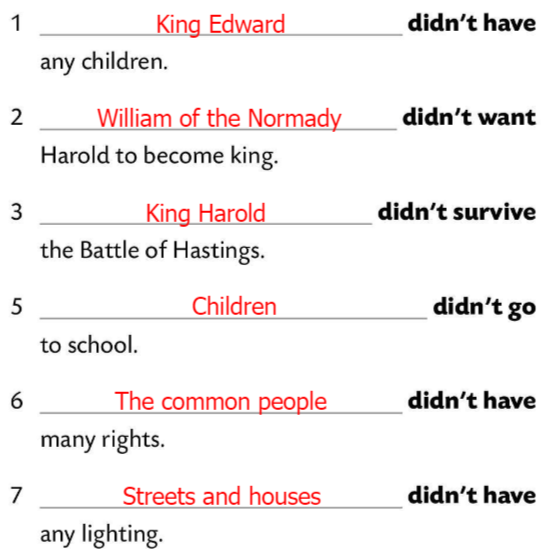 1 King Edward didn't have
any children.
2 William of the Normady didn't want
Harold to become king.
3 King Harold didn't survive
the Battle of Hastings.
5 Children didn't go
to school.
6 The common people didn't have
many rights.
7 Streets and houses didn't have
any lighting.